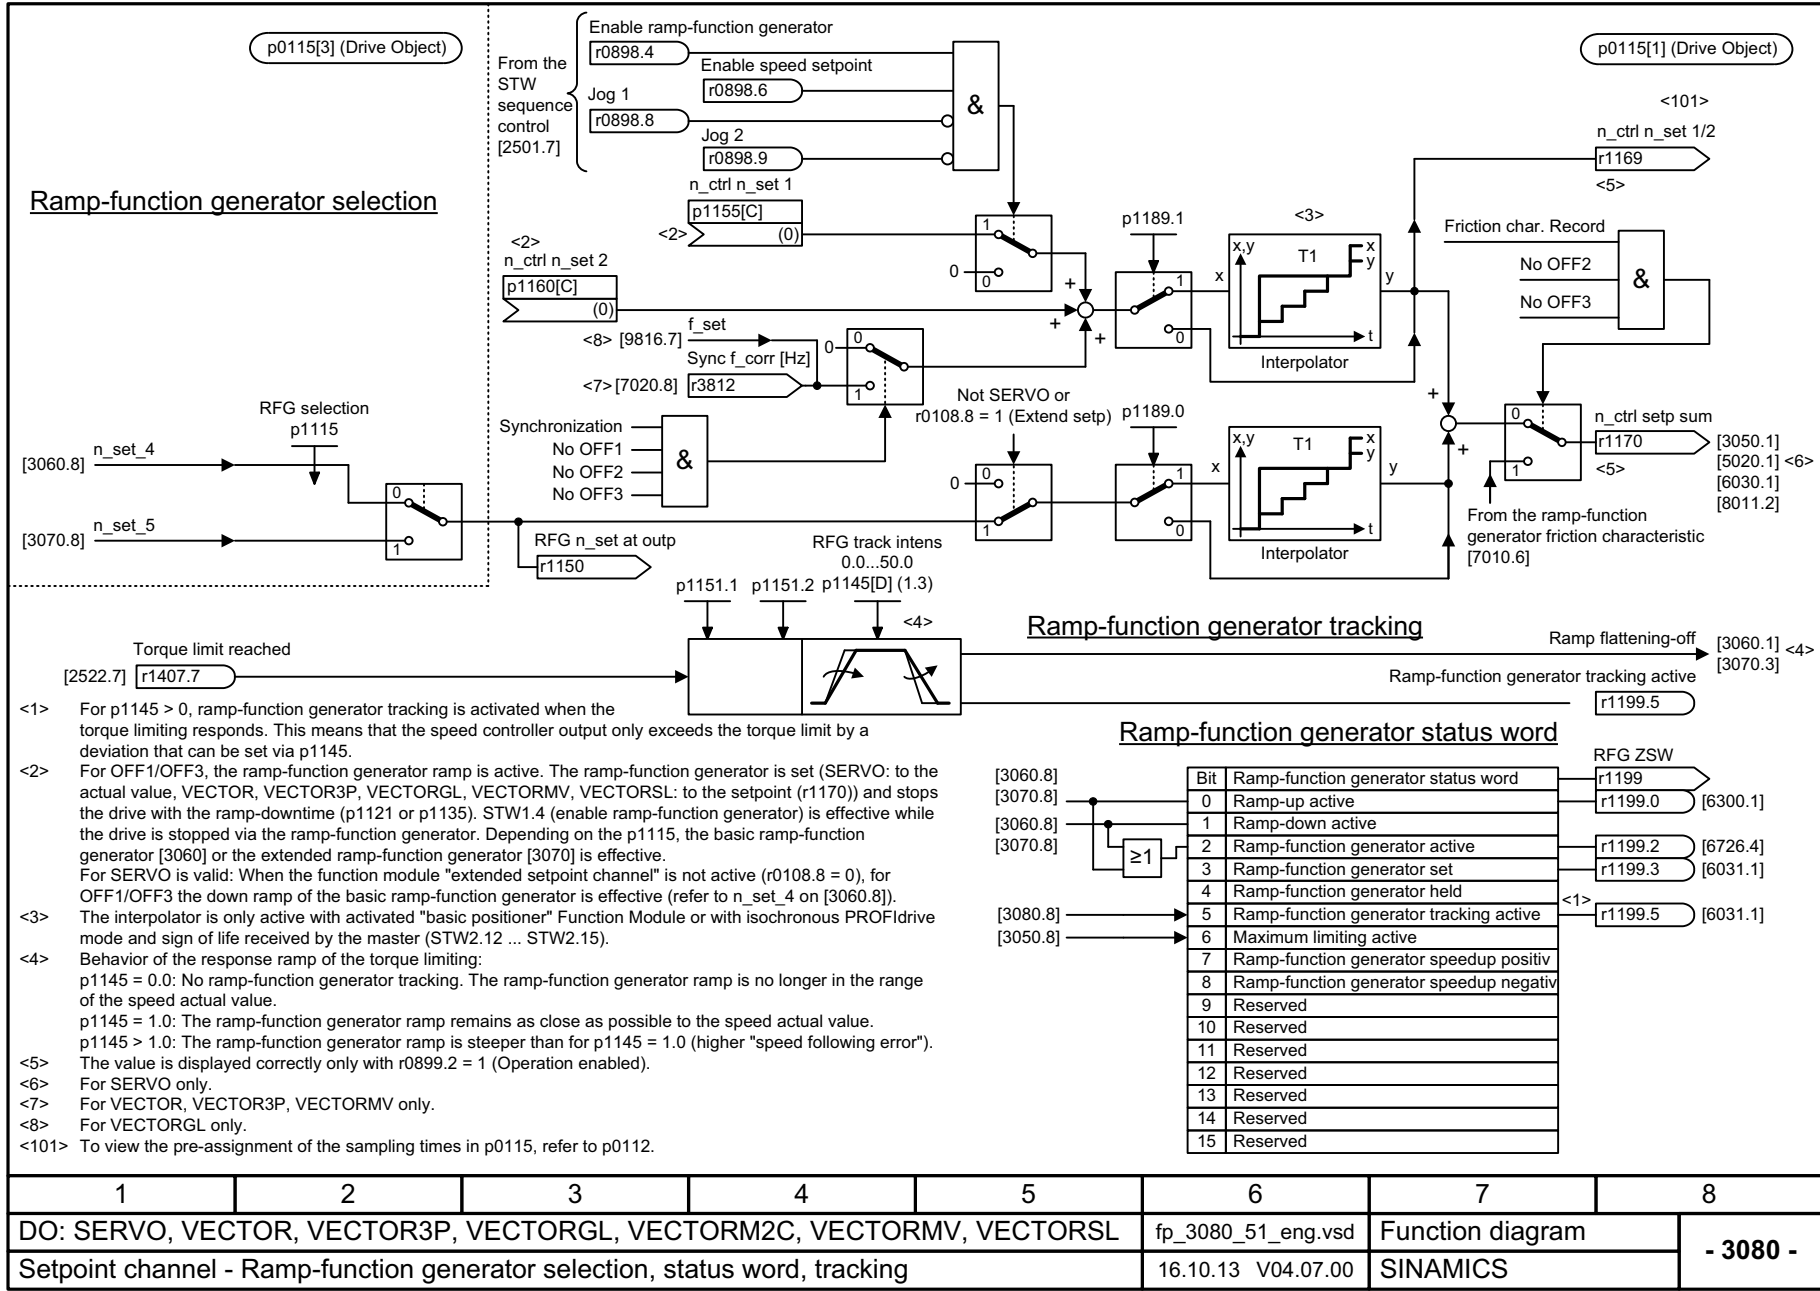 p0115[3] (Drive Object)
p0115[1] (Drive Object)
Ramp-function generator selection
From the
STW
sequence
control
[2501.7]
Enable ramp-function generator
r0898.4
Enable speed setpoint
r0898.6
Jog 1
r0898.8
Jog 2
r0898.9
&
<101>
n_ctrl n_set 1/2
r1169
<5>
n_ctrl n_set 1
p1155[C]
<2>
(0)
1
0
0
<2>
n_ctrl n_set 2
p1160[C]
(0)
+
+
+
p1189.1
1
0
x
<3>
x,y
T1
x
y
t
y
Interpolator
Friction char. Record
No OFF2
No OFF3
&
<8> [9816.7]
f_set
Sync f_corr [Hz]
<7> [7020.8]
r3812
0
0
1
Synchronization
No OFF1
No OFF2
No OFF3
&
Not SERVO or
r0108.8 = 1 (Extend setp)
0
0
1
p1189.0
1
0
x
x,y
T1
x
y
t
y
Interpolator
+
+
0
1
n_ctrl setp sum
r1170
<5>
[3050.1]
[5020.1] <6>
[6030.1]
[8011.2]
From the ramp-function
generator friction characteristic
[7010.6]
RFG selection
p1115
[3060.8]
n_set_4
[3070.8]
n_set_5
0
1
RFG n_set at outp
r1150
RFG track intens
0.0...50.0
p1151.1
p1151.2
p1145[D] (1.3)
<4>
Ramp-function generator tracking
Torque limit reached
[2522.7]
r1407.7
Ramp flattening-off
[3060.1] <4>
[3070.3]
Ramp-function generator tracking active
r1199.5
<1> For p1145 > 0, ramp-function generator tracking is activated when the
torque limiting responds. This means that the speed controller output only exceeds the torque limit by a
deviation that can be set via p1145.
<2> For OFF1/OFF3, the ramp-function generator ramp is active. The ramp-function generator is set (SERVO: to the
actual value, VECTOR, VECTOR3P, VECTORGL, VECTORMV, VECTORSL: to the setpoint (r1170)) and stops
the drive with the ramp-downtime (p1121 or p1135). STW1.4 (enable ramp-function generator) is effective while
the drive is stopped via the ramp-function generator. Depending on the p1115, the basic ramp-function
generator [3060] or the extended ramp-function generator [3070] is effective.
For SERVO is valid: When the function module "extended setpoint channel" is not active (r0108.8 = 0), for
OFF1/OFF3 the down ramp of the basic ramp-function generator is effective (refer to n_set_4 on [3060.8]).
<3> The interpolator is only active with activated "basic positioner" Function Module or with isochronous PROFIdrive
mode and sign of life received by the master (STW2.12 ... STW2.15).
<4> Behavior of the response ramp of the torque limiting:
p1145 = 0.0: No ramp-function generator tracking. The ramp-function generator ramp is no longer in the range
of the speed actual value.
p1145 = 1.0: The ramp-function generator ramp remains as close as possible to the speed actual value.
p1145 > 1.0: The ramp-function generator ramp is steeper than for p1145 = 1.0 (higher "speed following error").
<5> The value is displayed correctly only with r0899.2 = 1 (Operation enabled).
<6> For SERVO only.
<7> For VECTOR, VECTOR3P, VECTORMV only.
<8> For VECTORGL only.
<101> To view the pre-assignment of the sampling times in p0115, refer to p0112.
Ramp-function generator status word
RFG ZSW
[3060.8]
[3070.8]
[3060.8]
[3070.8]
≥1
[3080.8]
[3050.8]
Bit Ramp-function generator status word r1199
0 Ramp-up active r1199.0 [6300.1]
1 Ramp-down active
2 Ramp-function generator active r1199.2 [6726.4]
3 Ramp-function generator set r1199.3 [6031.1]
4 Ramp-function generator held
5 Ramp-function generator tracking active <1> r1199.5 [6031.1]
6 Maximum limiting active
7 Ramp-function generator speedup positiv
8 Ramp-function generator speedup negativ
9 Reserved
10 Reserved
11 Reserved
12 Reserved
13 Reserved
14 Reserved
15 Reserved
1 2 3 4 5 6 7 8
DO: SERVO, VECTOR, VECTOR3P, VECTORGL, VECTORM2C, VECTORMV, VECTORSL
fp_3080_51_eng.vsd
Function diagram
- 3080 -
Setpoint channel - Ramp-function generator selection, status word, tracking
16.10.13 V04.07.00
SINAMICS